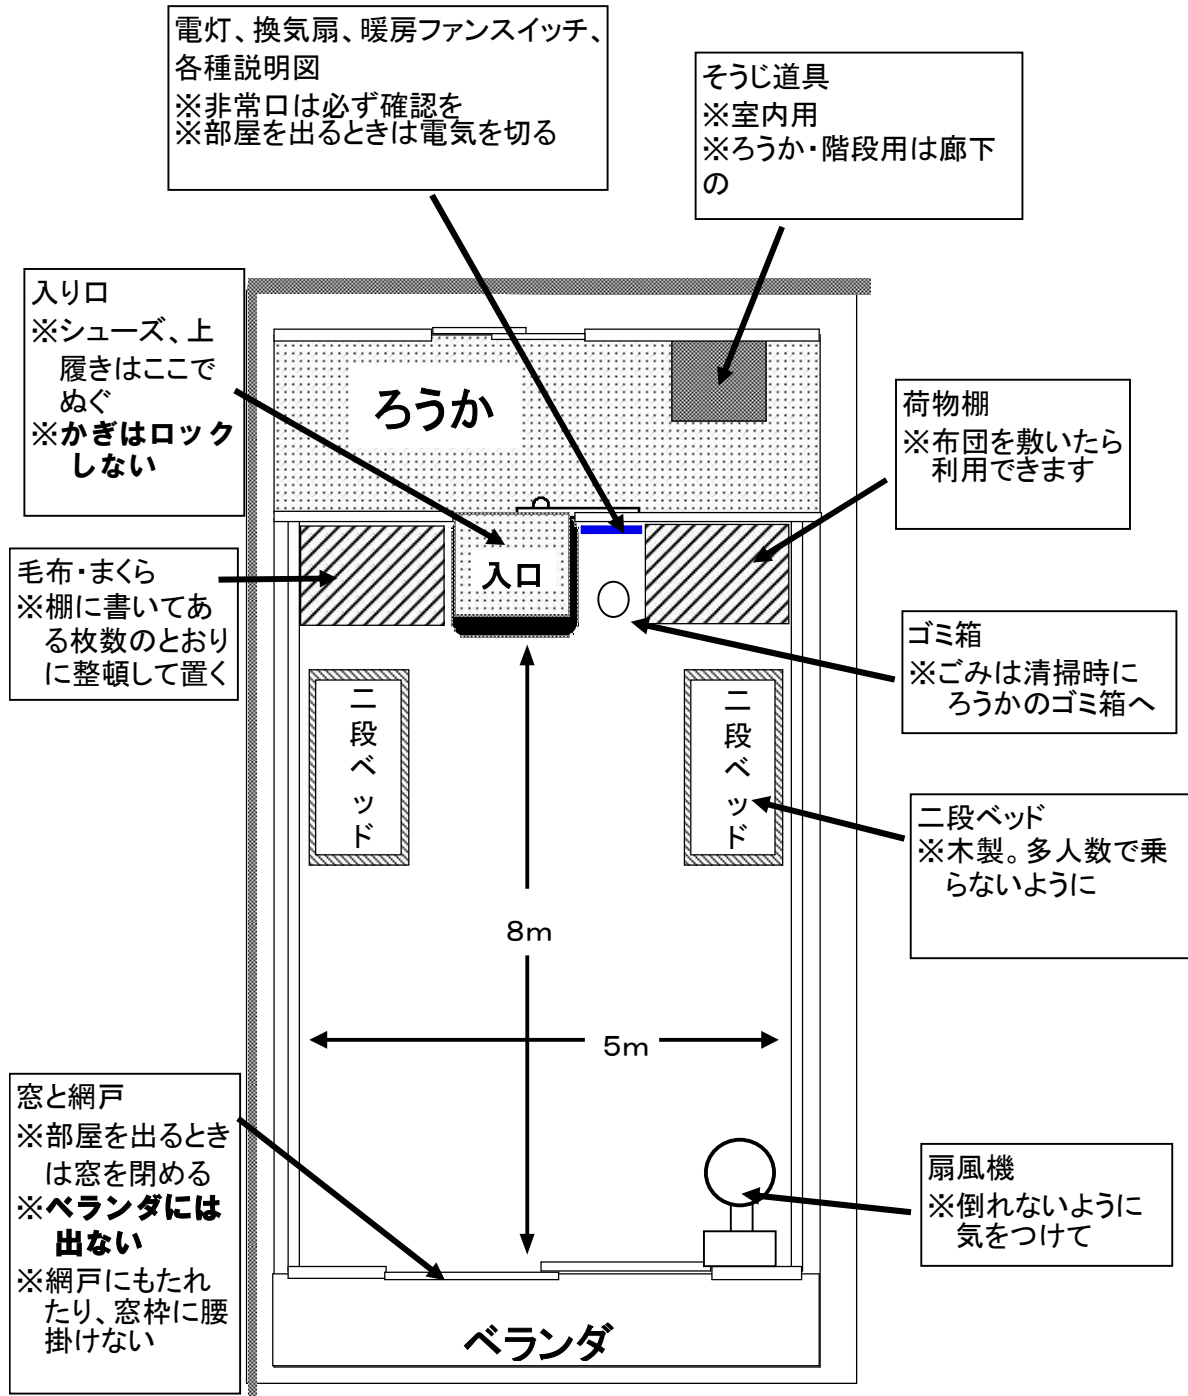 電灯、換気扇、暖房ファンスイッチ、
各種説明図
※非常口は必ず確認を
※部屋を出るときは電気を切る
そうじ道具
※室内用
※ろうか・階段用は廊下
の
入り口
※シューズ、上
履きはここで
ぬぐ
※かぎはロック
しない
ろうか
荷物棚
※布団を敷いたら
利用できます
毛布・まくら
※棚に書いてあ
る枚数のとおり
に整頓して置く
入口
ゴミ箱
※ごみは清掃時に
ろうかのゴミ箱へ
二段ベッド
二段ベッド
二段ベッド
※木製。多人数で乗
らないように
8m
5m
窓と網戸
※部屋を出るとき
は窓を閉める
※ベランダには
出ない
※網戸にもたれ
たり、窓枠に腰
掛けない
扇風機
※倒れないように
気をつけて
ベランダ